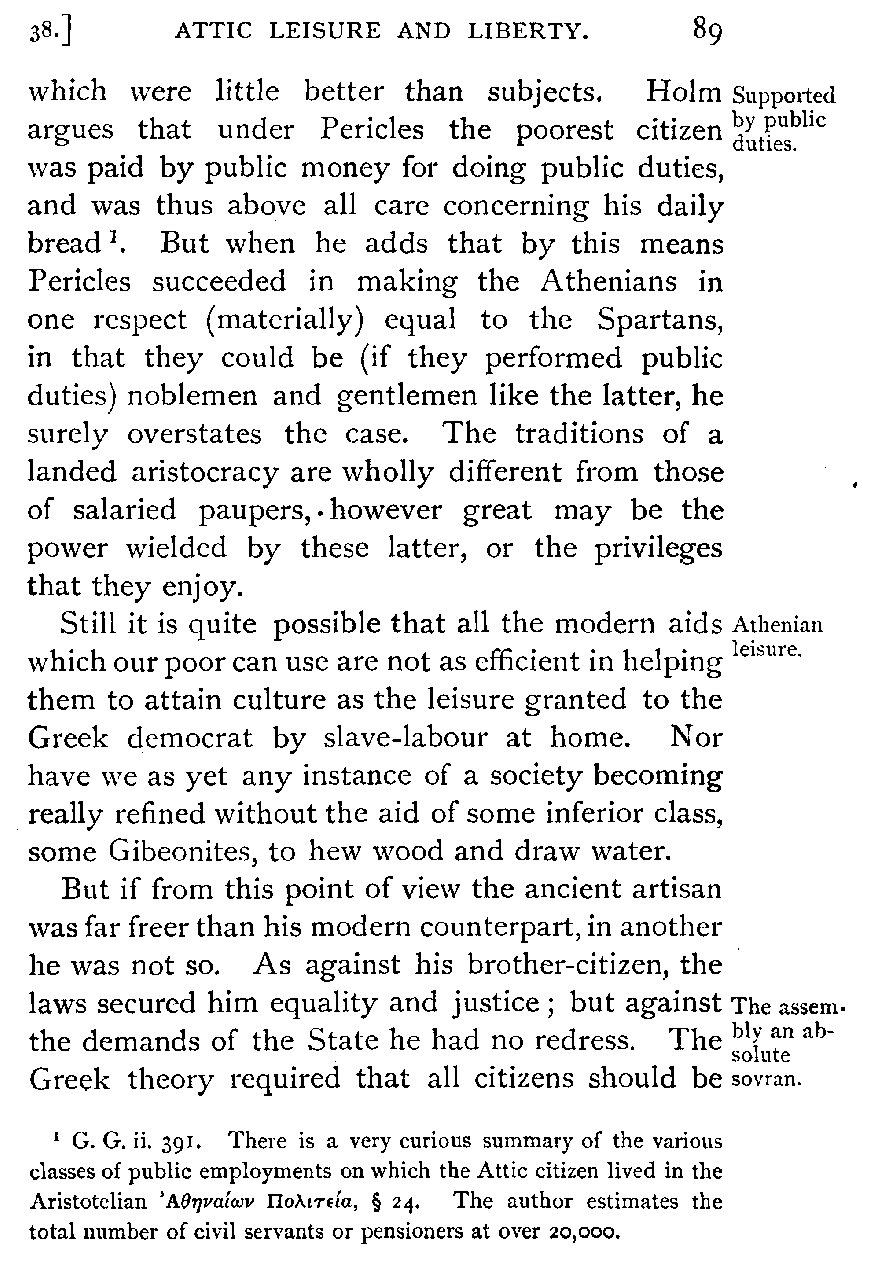 38.] ATTIC LEISURE AND LIBERTY. 89
which were little better than subjects. Holm
argues that under Pericles the poorest citizen
was paid by public money for doing public duties,
and was thus above all care concerning his daily
bread ¹. But when he adds that by this means
Pericles succeeded in making the Athenians in
one respect (materially) equal to the Spartans,
in that they could be (if they performed public
duties) noblemen and gentlemen like the latter, he
surely overstates the case. The traditions of a
landed aristocracy are wholly different from those
of salaried paupers, however great may be the
power wielded by these latter, or the privileges
that they enjoy.
Supported
by public
duties.
Still it is quite possible that all the modern aids
which our poor can use are not as efficient in helping
them to attain culture as the leisure granted to the
Greek democrat by slave-labour at home. Nor
have we as yet any instance of a society becoming
really refined without the aid of some inferior class,
some Gibeonites, to hew wood and draw water.
Athenian
leisure.
But if from this point of view the ancient artisan
was far freer than his modern counterpart, in another
he was not so. As against his brother-citizen, the
laws secured him equality and justice ; but against
the demands of the State he had no redress. The
Greek theory required that all citizens should be
The assem-
bly an ab-
solute
sovran.
¹ G. G. ii. 391. There is a very curious summary of the various
classes of public employments on which the Attic citizen lived in the
Aristotelian Ἀθηναίων Πολιτεία, § 24. The author estimates the
total number of civil servants or pensioners at over 20,000.